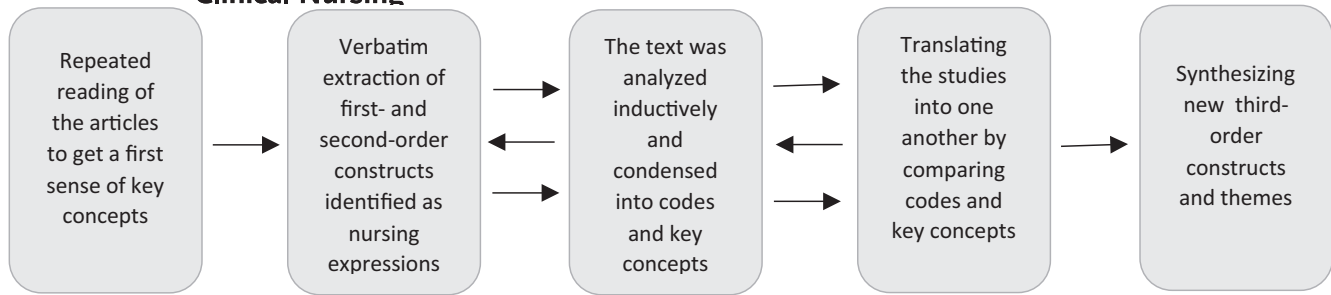 Clinical Nursing
Repeated
reading of
the articles
to get a first
sense of key
concepts
Verbatim
extraction of
first- and
second-order
constructs
identified as
nursing
expressions
The text was
analyzed
inductively
and
condensed
into codes
and key
concepts
Translating
the studies
into one
another by
comparing
codes and
key concepts
Synthesizing
new third-
order
constructs
and themes